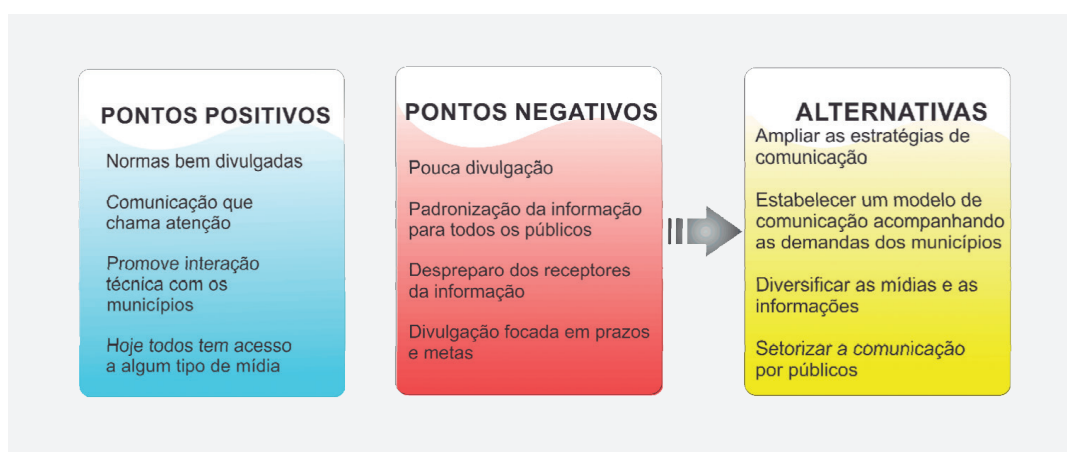 PONTOS POSITIVOS
Normas bem divulgadas
Comunicação que
chama atenção
Promove interação
técnica com os
municípios
Hoje todos tem acesso
a algum tipo de mídia
PONTOS NEGATIVOS
Pouca divulgação
Padronização da informação
para todos os públicos
Despreparo dos receptores
da informação
Divulgação focada em prazos
e metas
ALTERNATIVAS
Ampliar as estratégias de
comunicação
Estabelecer um modelo de
comunicação acompanhando
as demandas dos municípios
Diversificar as mídias e as
informações
Setorizar a comunicação
por públicos